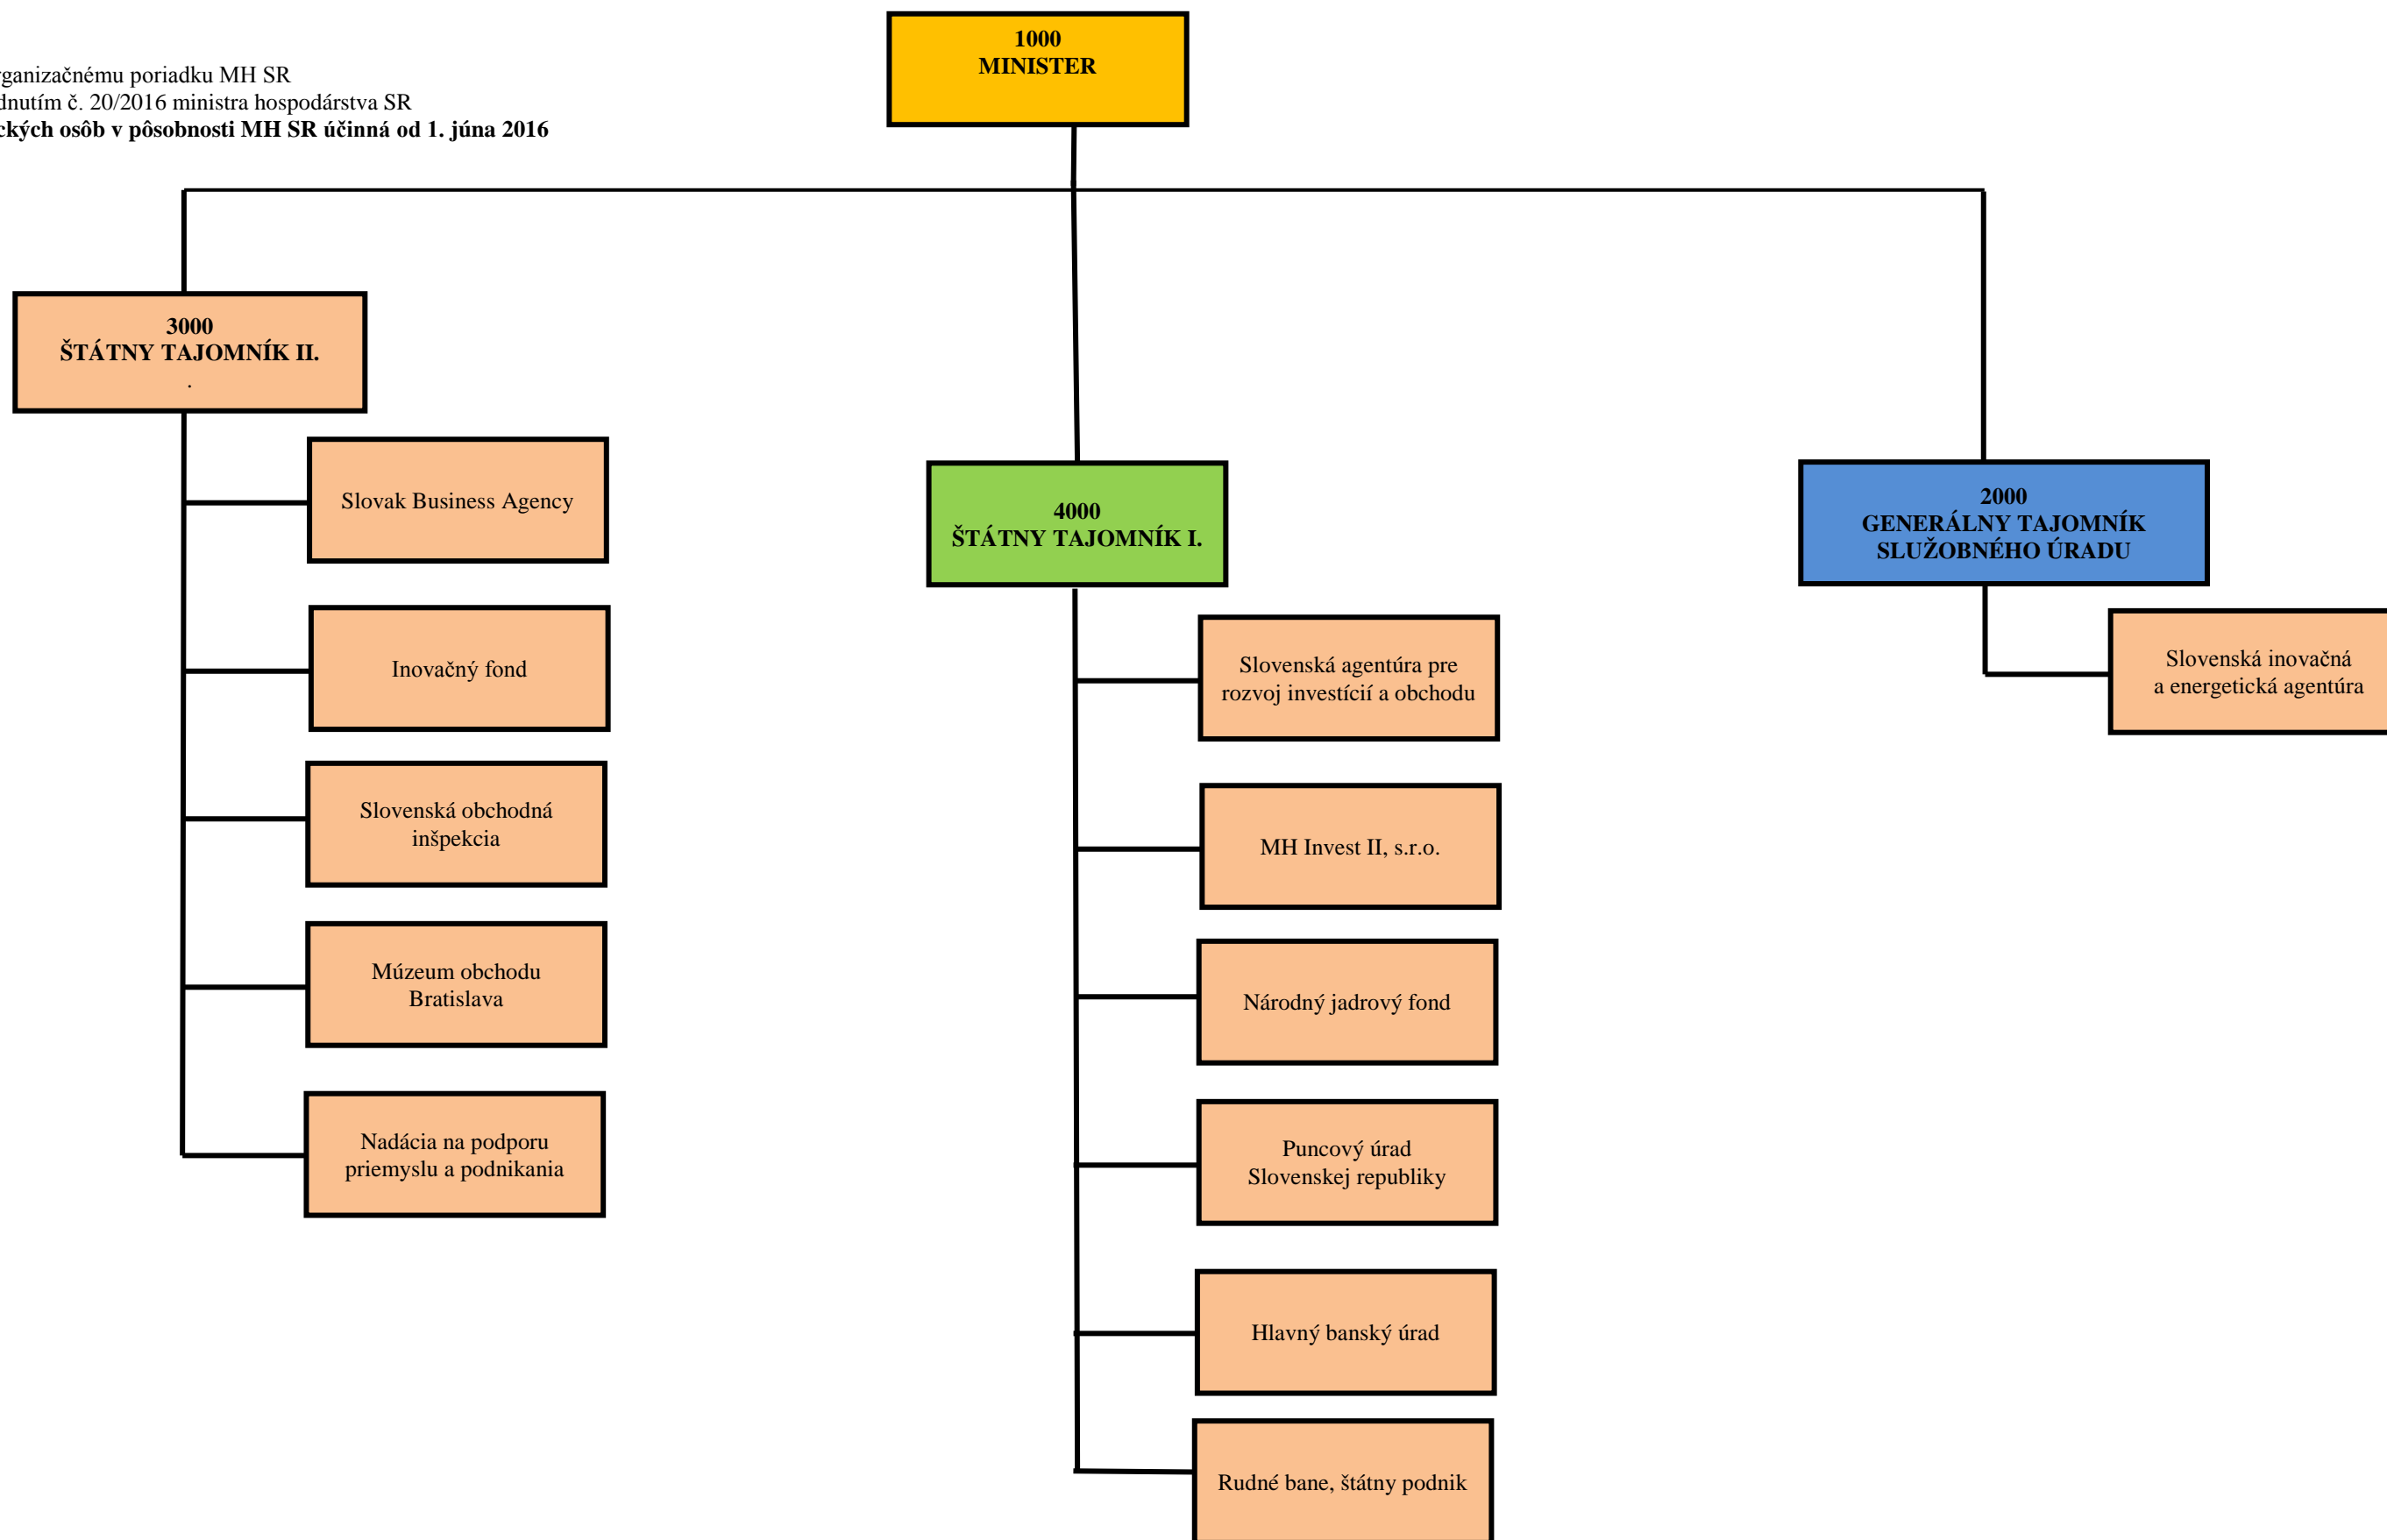 1000
MINISTER
ganizačnému poriadku MH SR
dnutím č. 20/2016 ministra hospodárstva SR
ckých osôb v pôsobnosti MH SR účinná od 1. júna 2016
3000
ŠTÁTNY TAJOMNÍK II.
.
Slovak Business Agency
Inovačný fond
Slovenská obchodná
inšpekcia
Múzeum obchodu
Bratislava
Nadácia na podporu
priemyslu a podnikania
4000
ŠTÁTNY TAJOMNÍK I.
Slovenská agentúra pre
rozvoj investícií a obchodu
MH Invest II, s.r.o.
Národný jadrový fond
Puncový úrad
Slovenskej republiky
Hlavný banský úrad
Rudné bane, štátny podnik
2000
GENERÁLNY TAJOMNÍK
SLUŽOBNÉHO ÚRADU
Slovenská inovačná
a energetická agentúra